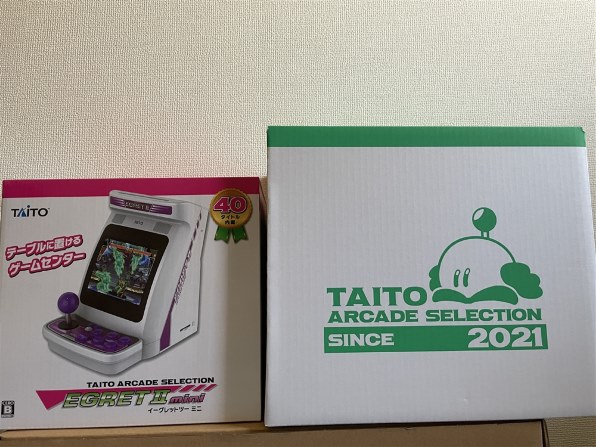 TAITO
テーブルに置ける
ゲームセンター
EGRET II
40
タイトル
内蔵
TAITO ARCADE SELECTION
EGRET II mini
イーグレットツー ミニ
B
TAITO
ARCADE SELECTION
SINCE 2021